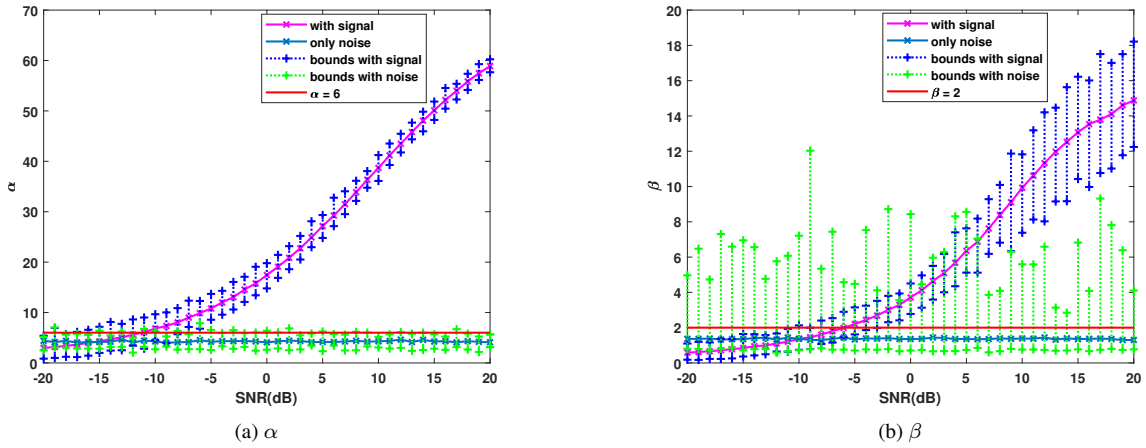 70
60
50
40
30
20
10
0
α
-20 -15 -10 -5 0 5 10 15 20
SNR(dB)
with signal
only noise
bounds with signal
bounds with noise
α = 6
(a) α
20
18
16
14
12
10
8
6
4
2
0
β
-20 -15 -10 -5 0 5 10 15 20
SNR(dB)
with signal
only noise
bounds with signal
bounds with noise
β = 2
(b) β